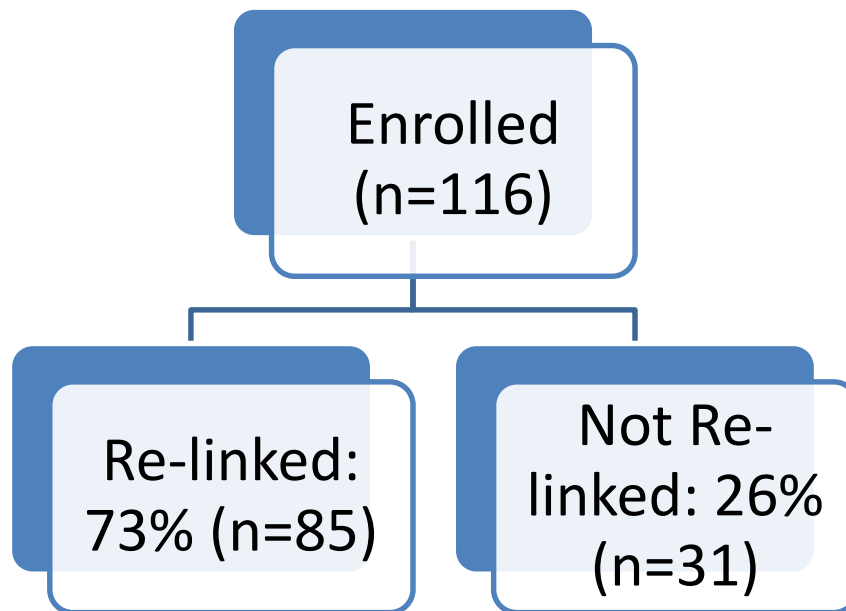 Enrolled
(n=116)
Re-linked:
73% (n=85)
Not Re-
linked: 26%
(n=31)